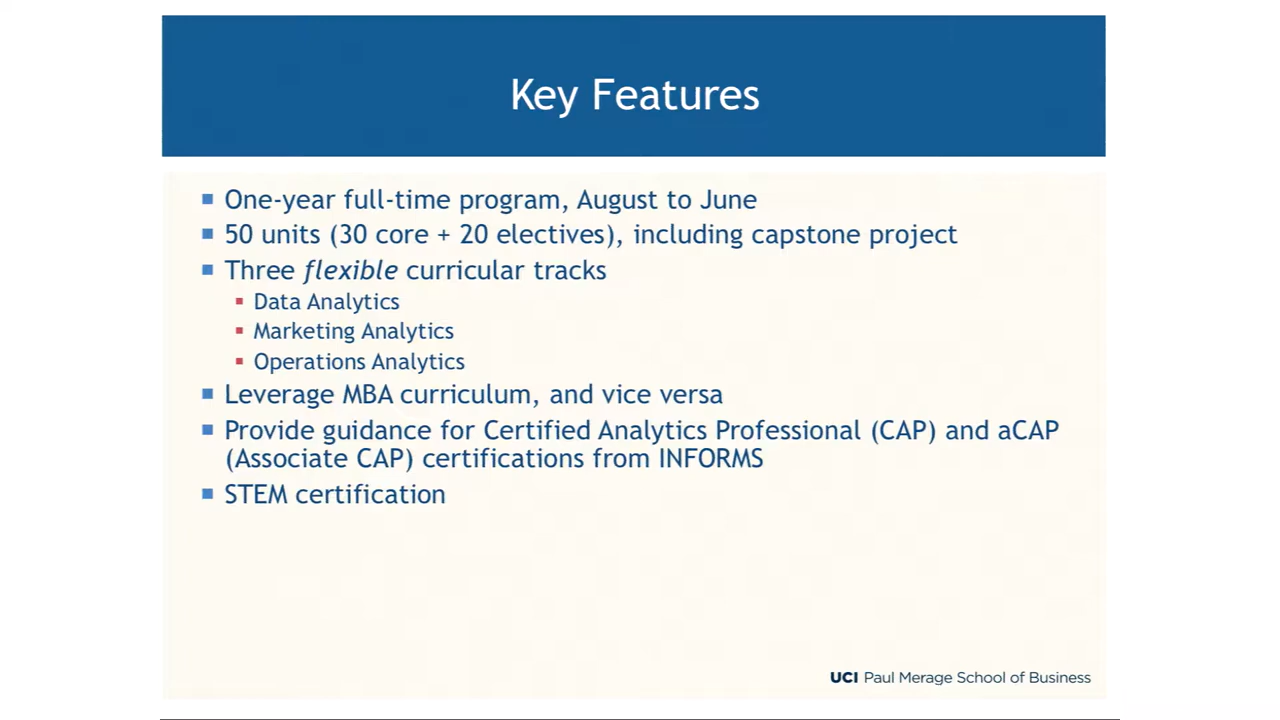 Key Features
One-year full-time program, August to June
50 units (30 core + 20 electives), including capstone project
Three flexible curricular tracks
Data Analytics
Marketing Analytics
Operations Analytics
Leverage MBA curriculum, and vice versa
Provide guidance for Certified Analytics Professional (CAP) and aCAP
(Associate CAP) certifications from INFORMS
STEM certification
UCI Paul Merage School of Business